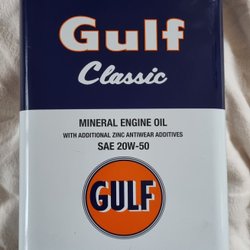 Gulf
Classic
MINERAL ENGINE OIL
WITH ADDITIONAL ZINC ANTIWEAR ADDITIVES
SAE 20W-50
GULF